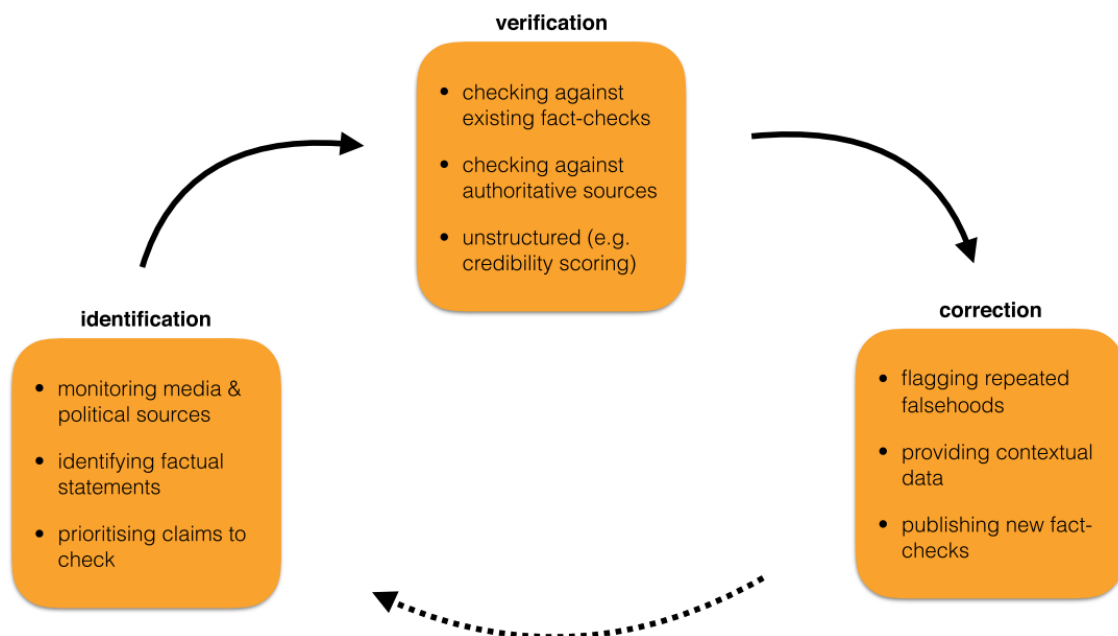 verification
• checking against
existing fact-checks
• checking against
authoritative sources
• unstructured (e.g.
credibility scoring)
identification
• monitoring media &
political sources
• identifying factual
statements
• prioritising claims to
check
correction
• flagging repeated
falsehoods
• providing contextual
data
• publishing new fact-
checks